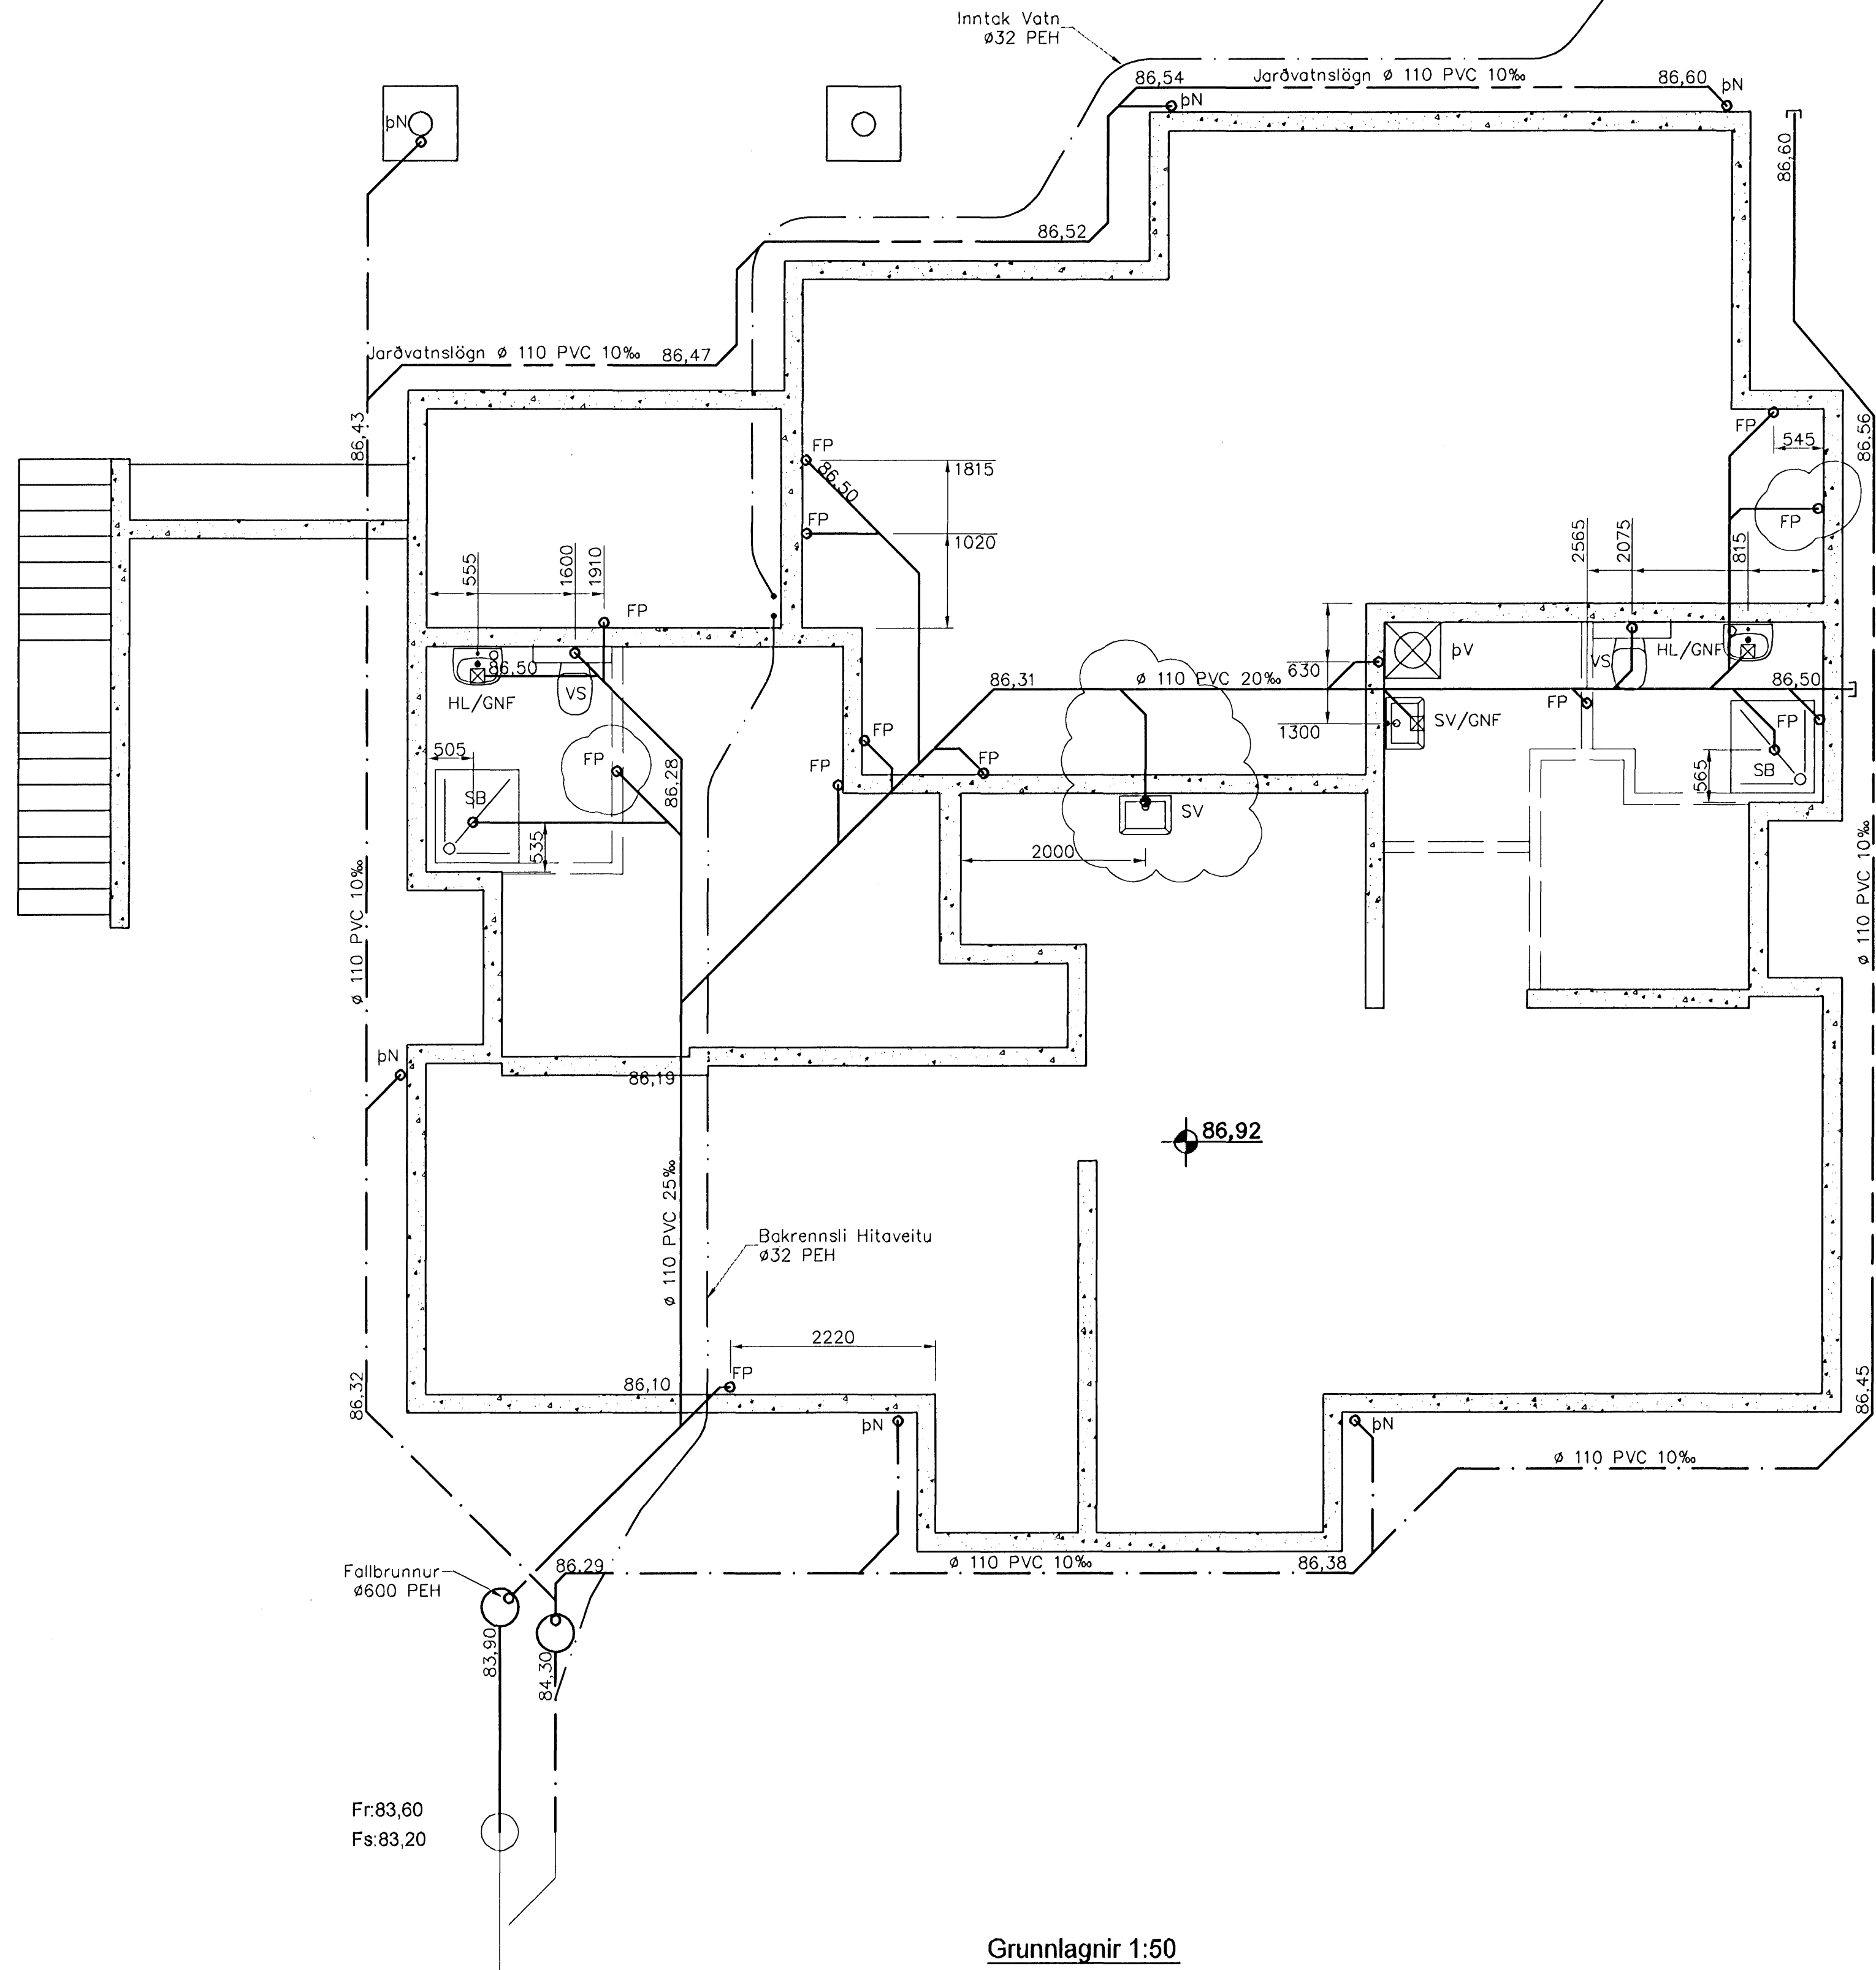 Inntak Vatn
ø32 PEH
86,54
Jarðvatnslögn ø 110 PVC 10‰
86,60
þN
þN
þN
86,60
86,52
Jarðvatnslögn ø 110 PVC 10‰
86,47
86,43
FP
86,50
1815
FP
1020
FP
545
FP
86,56
555
1600
1910
FP
2565
2075
815
86,50
HL/GNF
VS
86,31
ø 110 PVC 20‰
630
þV
VS
HL/GNF
86,50
1300
SV/GNF
FP
FP
505
SB
FP
86,28
FP
FP
FP
535
SV
2000
565
SB
ø 110 PVC 10‰
ø 110 PVC 10‰
þN
86,19
86,92
ø 110 PVC 25‰
Bakrennsli Hitaveitu
ø32 PEH
2220
FP
86,10
86,32
þN
þN
86,45
ø 110 PVC 10‰
86,29
ø 110 PVC 10‰
86,38
Fallbrunnur
ø600 PEH
83,90
84,30
Fr:83,60
Fs:83,20
Grunnlagnir 1:50